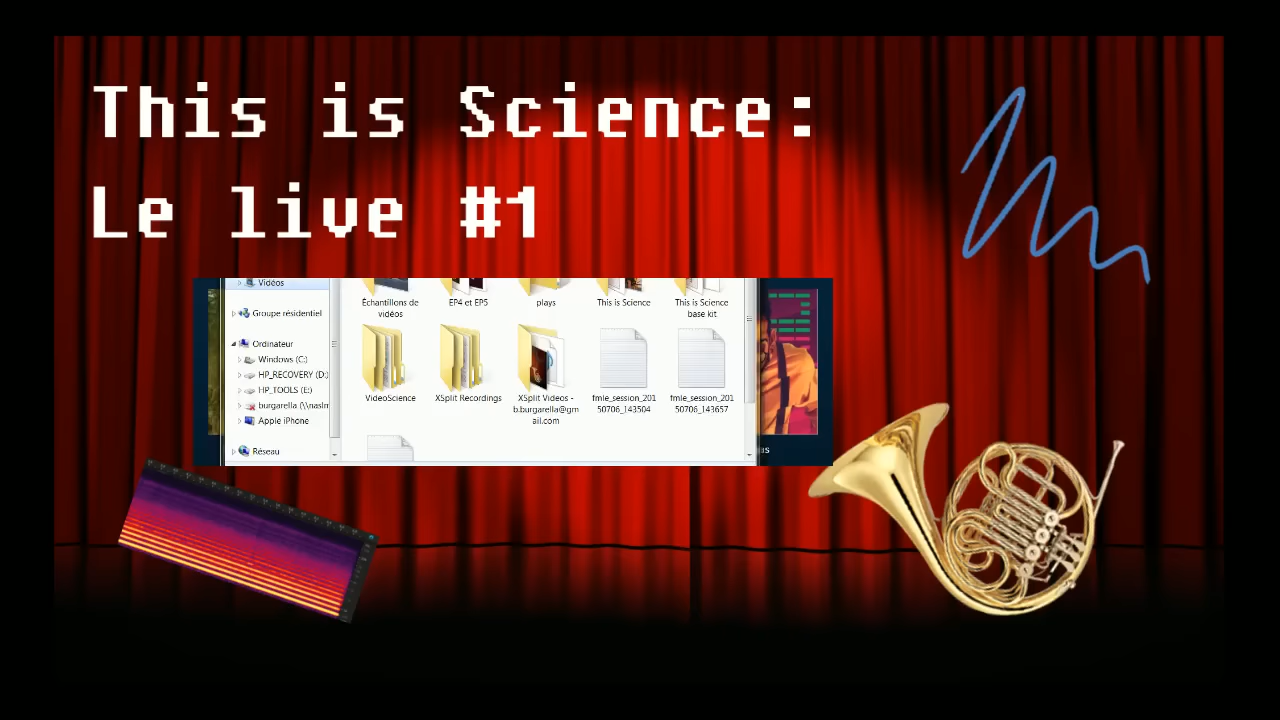 This is Science:
Le live #1
Vidéos
Groupe résidentiel
Ordinateur
Windows (C:)
HP_RECOVERY (D:)
HP_TOOLS (E:)
burgarella (\\naslm
Apple iPhone
Réseau
Échantillons de
vidéos
EP4 et EP5
plays
This is Science
This is Science
base kit
VideoScience
XSplit Recordings
XSplit Videos -
b.burgarella@gm
ail.com
fmle_session_201
50706_143504
fmle_session_201
50706_143657